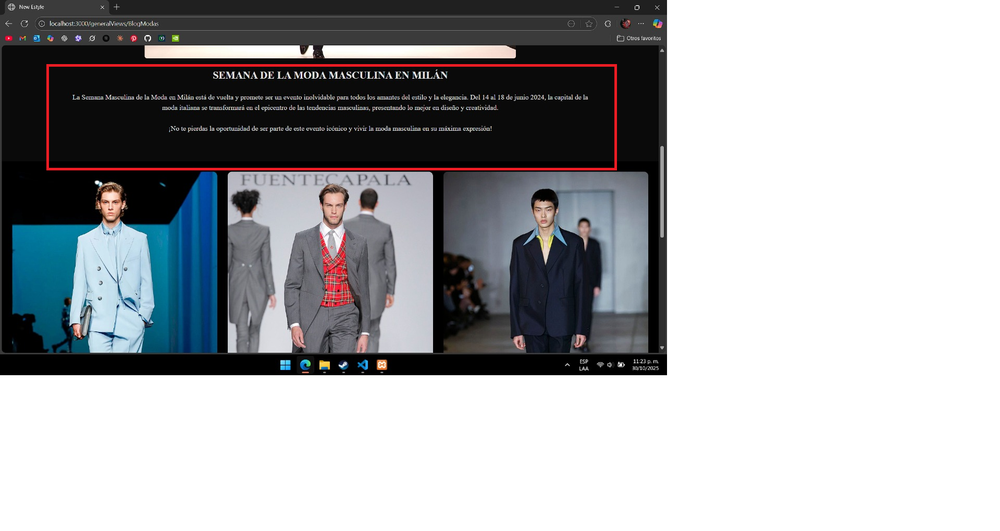 New Estyle
localhost:3000/generalViews/BlogModas
Otros favoritos
SEMANA DE LA MODA MASCULINA EN MILÁN
La Semana Masculina de la Moda en Milán está de vuelta y promete ser un evento inolvidable para todos los amantes del estilo y la elegancia. Del 14 al 18 de junio 2024, la capital de la
moda italiana se transformará en el epicentro de las tendencias masculinas, presentando lo mejor en diseño y creatividad.
¡No te pierdas la oportunidad de ser parte de este evento icónico y vivir la moda masculina en su máxima expresión!
FUENTECAPALA
ESP
LAA
11:23 p. m.
30/10/2025